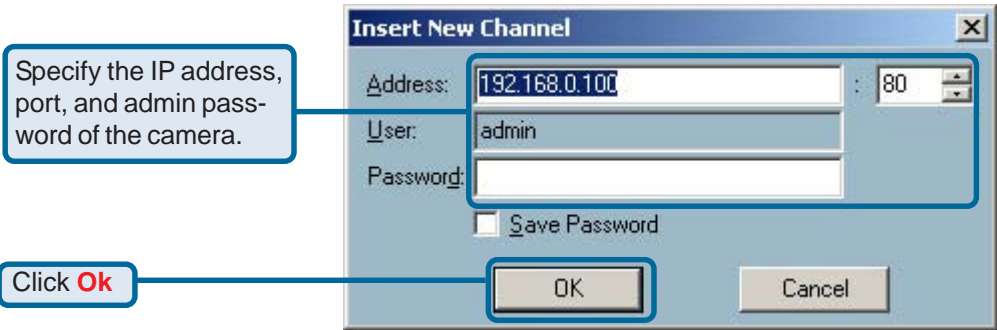 Insert New Channel
Specify the IP address,
port, and admin pass-
word of the camera.
Address: 192.168.0.100 : 80
User: admin
Password:
Save Password
Click Ok
OK Cancel